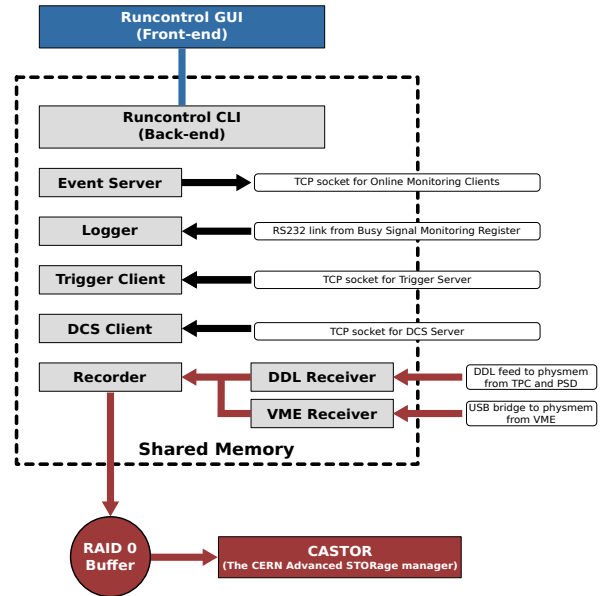 Runcontrol GUI
(Front-end)
Runcontrol CLI
(Back-end)
Event Server
TCP socket for Online Monitoring Clients
Logger
RS232 link from Busy Signal Monitoring Register
Trigger Client
TCP socket for Trigger Server
DCS Client
TCP socket for DCS Server
Recorder
DDL Receiver
DDL feed to physmem
from TPC and PSD
VME Receiver
USB bridge to physmem
from VME
Shared Memory
RAID 0
Buffer
CASTOR
(The CERN Advanced STORage manager)